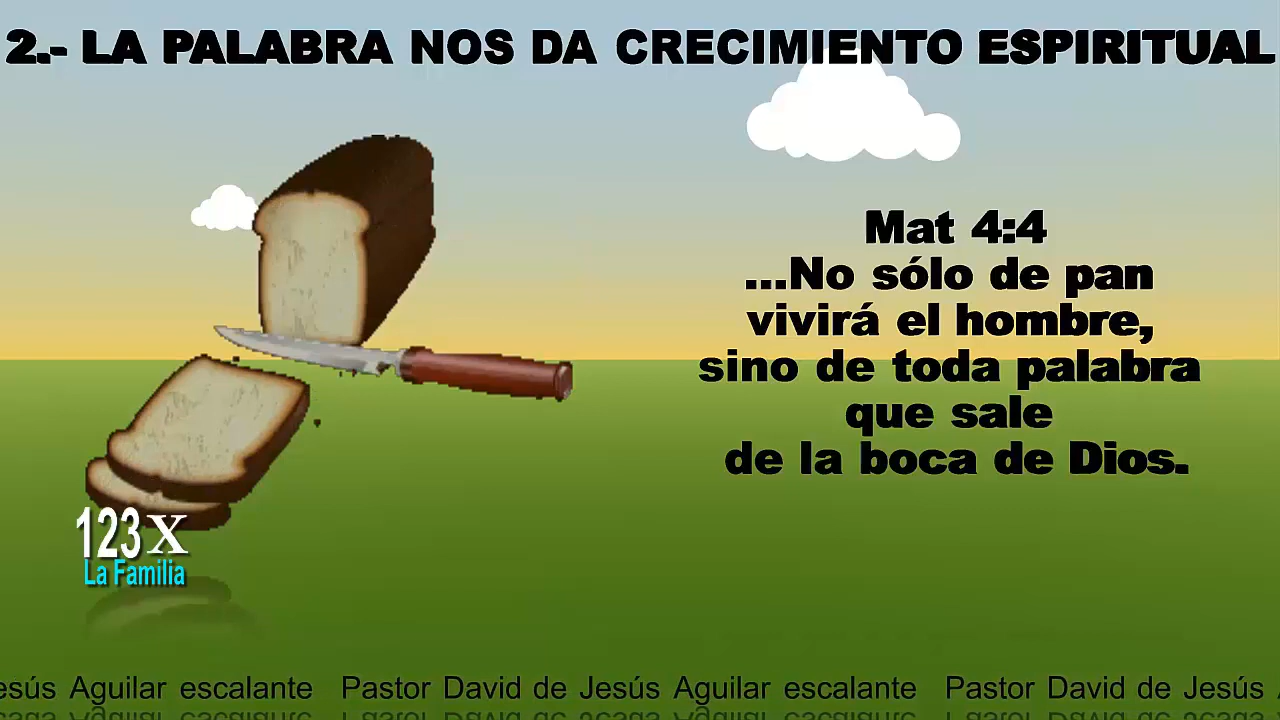 2.- LA PALABRA NOS DA CRECIMIENTO ESPIRITUAL
Mat 4:4
...No sólo de pan
vivirá el hombre,
sino de toda palabra
que sale
de la boca de Dios.
123 X
La Familia
esús Aguilar escalante Pastor David de Jesús Aguilar escalante Pastor David de Jesús